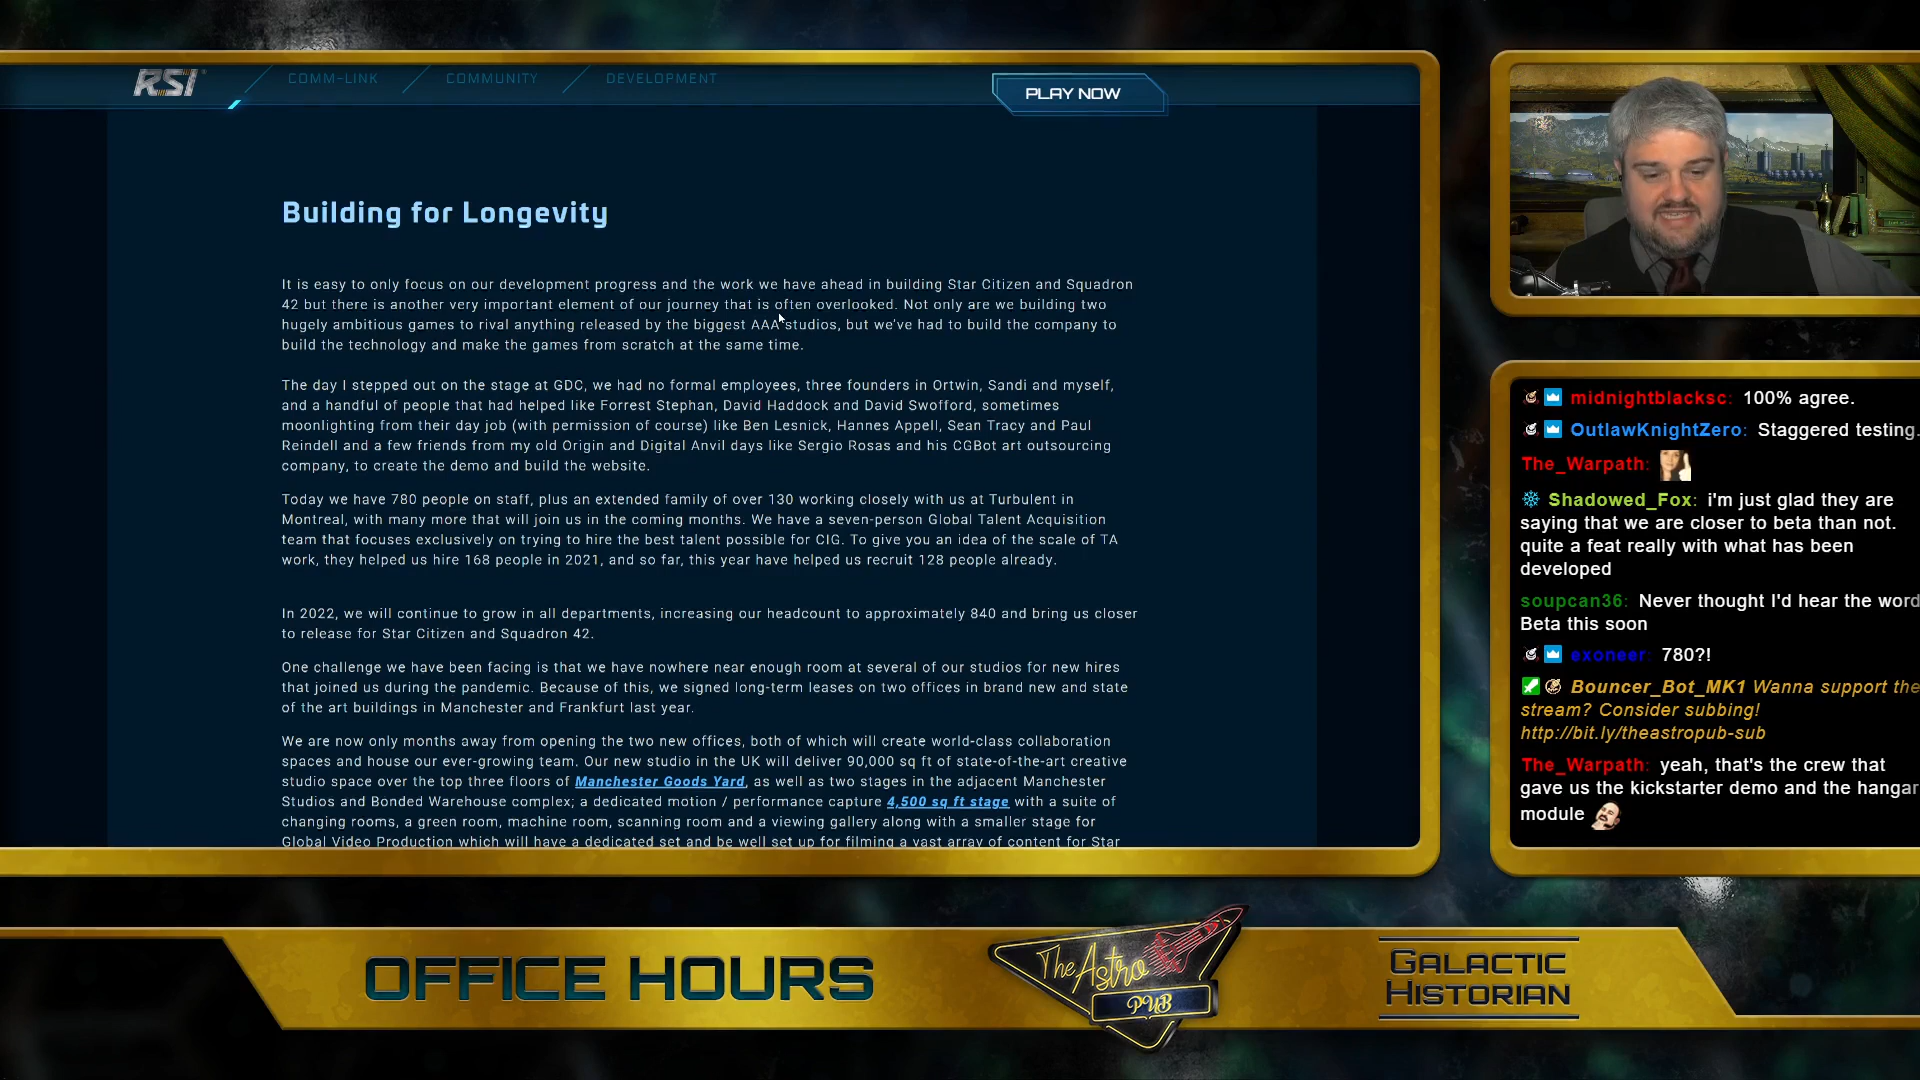 RSI
COMM-LINK
COMMUNITY
DEVELOPMENT
PLAY NOW
Building for Longevity
It is easy to only focus on our development progress and the work we have ahead in building Star Citizen and Squadron
42 but there is another very important element of our journey that is often overlooked. Not only are we building two
hugely ambitious games to rival anything released by the biggest AAA studios, but we've had to build the company to
build the technology and make the games from scratch at the same time.
The day I stepped out on the stage at GDC, we had no formal employees, three founders in Ortwin, Sandi and myself,
and a handful of people that had helped like Forrest Stephan, David Haddock and David Swofford, sometimes
moonlighting from their day job (with permission of course) like Ben Lesnick, Hannes Appell, Sean Tracy and Paul
Reindell and a few friends from my old Origin and Digital Anvil days like Sergio Rosas and his CGBot art outsourcing
company, to create the demo and build the website.
Today we have 780 people on staff, plus an extended family of over 130 working closely with us at Turbulent in
Montreal, with many more that will join us in the coming months. We have a seven-person Global Talent Acquisition
team that focuses exclusively on trying to hire the best talent possible for CIG. To give you an idea of the scale of TA
work, they helped us hire 168 people in 2021, and so far, this year have helped us recruit 128 people already.
In 2022, we will continue to grow in all departments, increasing our headcount to approximately 840 and bring us closer
to release for Star Citizen and Squadron 42.
One challenge we have been facing is that we have nowhere near enough room at several of our studios for new hires
that joined us during the pandemic. Because of this, we signed long-term leases on two offices in brand new and state
of the art buildings in Manchester and Frankfurt last year.
We are now only months away from opening the two new offices, both of which will create world-class collaboration
spaces and house our ever-growing team. Our new studio in the UK will deliver 90,000 sq ft of state-of-the-art creative
studio space over the top three floors of Manchester Goods Yard, as well as two stages in the adjacent Manchester
Studios and Bonded Warehouse complex; a dedicated motion / performance capture 4,500 sq ft stage with a suite of
changing rooms, a green room, machine room, scanning room and a viewing gallery along with a smaller stage for
Global Video Production which will have a dedicated set and be well set up for filming a vast array of content for Star
midnightblacksc: 100% agree.
OutlawKnightZero: Staggered testing.
The_Warpath:
Shadowed_Fox: i'm just glad they are
saying that we are closer to beta than not.
quite a feat really with what has been
developed
soupcan36: Never thought I'd hear the word
Beta this soon
exoneer: 780?!
Bouncer_Bot_MK1 Wanna support the
stream? Consider subbing!
http://bit.ly/theastropub-sub
The_Warpath: yeah, that's the crew that
gave us the kickstarter demo and the hangar
module
OFFICE HOURS
The Astro
PUB
GALACTIC
HISTORIAN